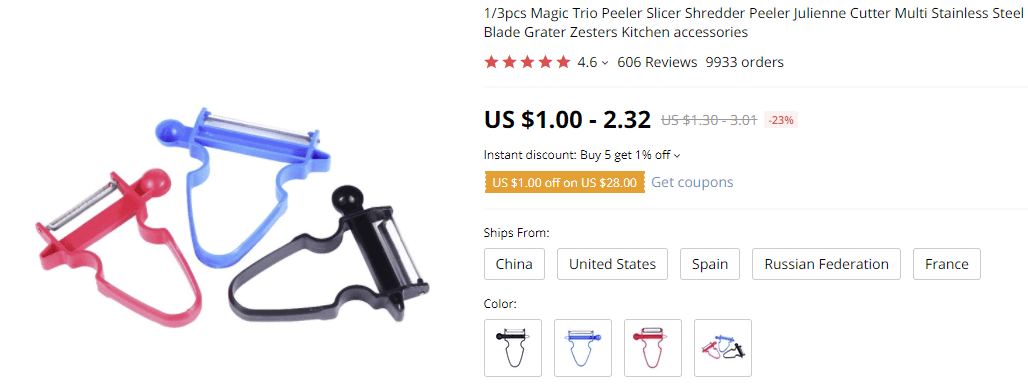 1/3pcs Magic Trio Peeler Slicer Shredder Peeler Julienne Cutter Multi Stainless Steel
Blade Grater Zesters Kitchen accessories
4.6 606 Reviews 9933 orders
US $1.00 - 2.32 US $1.30 - 3.01 -23%
Instant discount: Buy 5 get 1% off
US $1.00 off on US $28.00 Get coupons
Ships From:
China United States Spain Russian Federation France
Color: